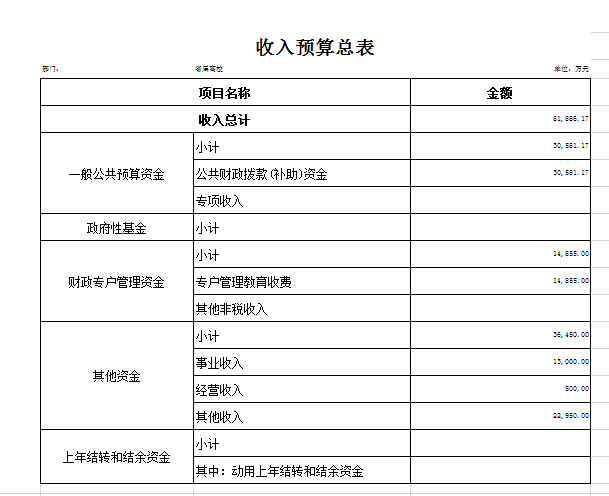 收入预算总表
部门: 省属高校 单位: 万元
项目名称 金额
收入总计 81,886.17
一般公共预算资金
小计 30,581.17
公共财政拨款(补助)资金 30,581.17
专项收入
政府性基金 小计
财政专户管理资金
小计 14,855.00
专户管理教育收费 14,855.00
其他非税收入
其他资金
小计 36,450.00
事业收入 13,000.00
经营收入 500.00
其他收入 22,950.00
上年结转和结余资金
小计
其中: 动用上年结转和结余资金